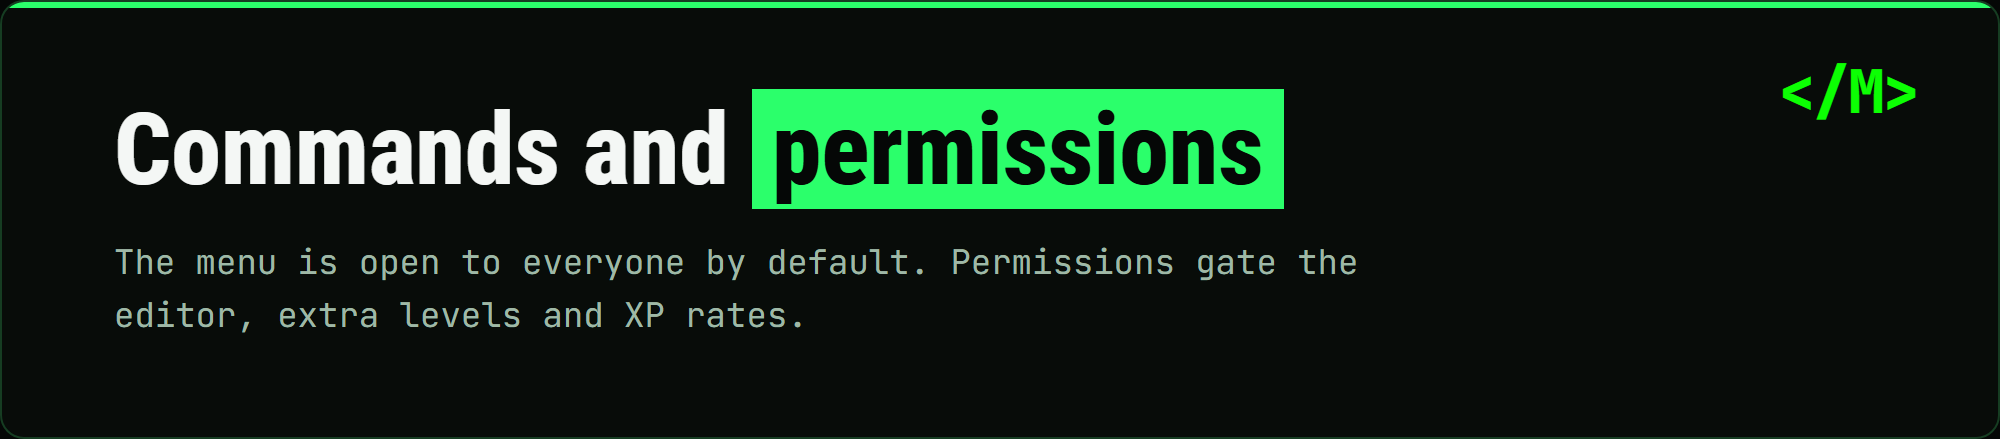 </M>
Commands and permissions
The menu is open to everyone by default. Permissions gate the
editor, extra levels and XP rates.